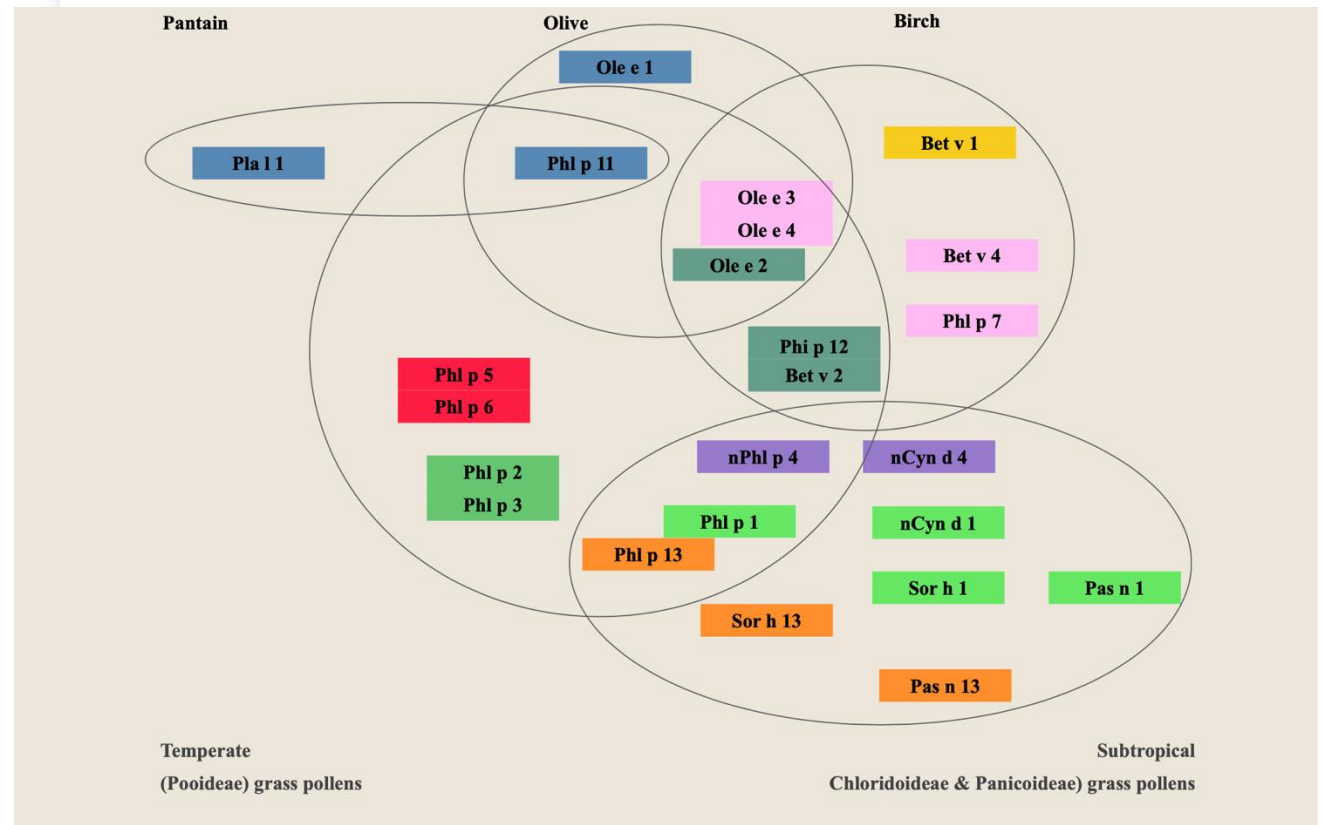 Pantain
Olive
Birch
Ole e 1
Bet v 1
Pla l 1
Phl p 11
Ole e 3
Ole e 4
Ole e 2
Bet v 4
Phl p 7
Phi p 12
Bet v 2
Phl p 5
Phl p 6
nPhl p 4
nCyn d 4
Phl p 2
Phl p 3
Phl p 1
nCyn d 1
Phl p 13
Sor h 1
Pas n 1
Sor h 13
Pas n 13
Temperate
(Pooideae) grass pollens
Subtropical
Chloridoideae & Panicoideae) grass pollens